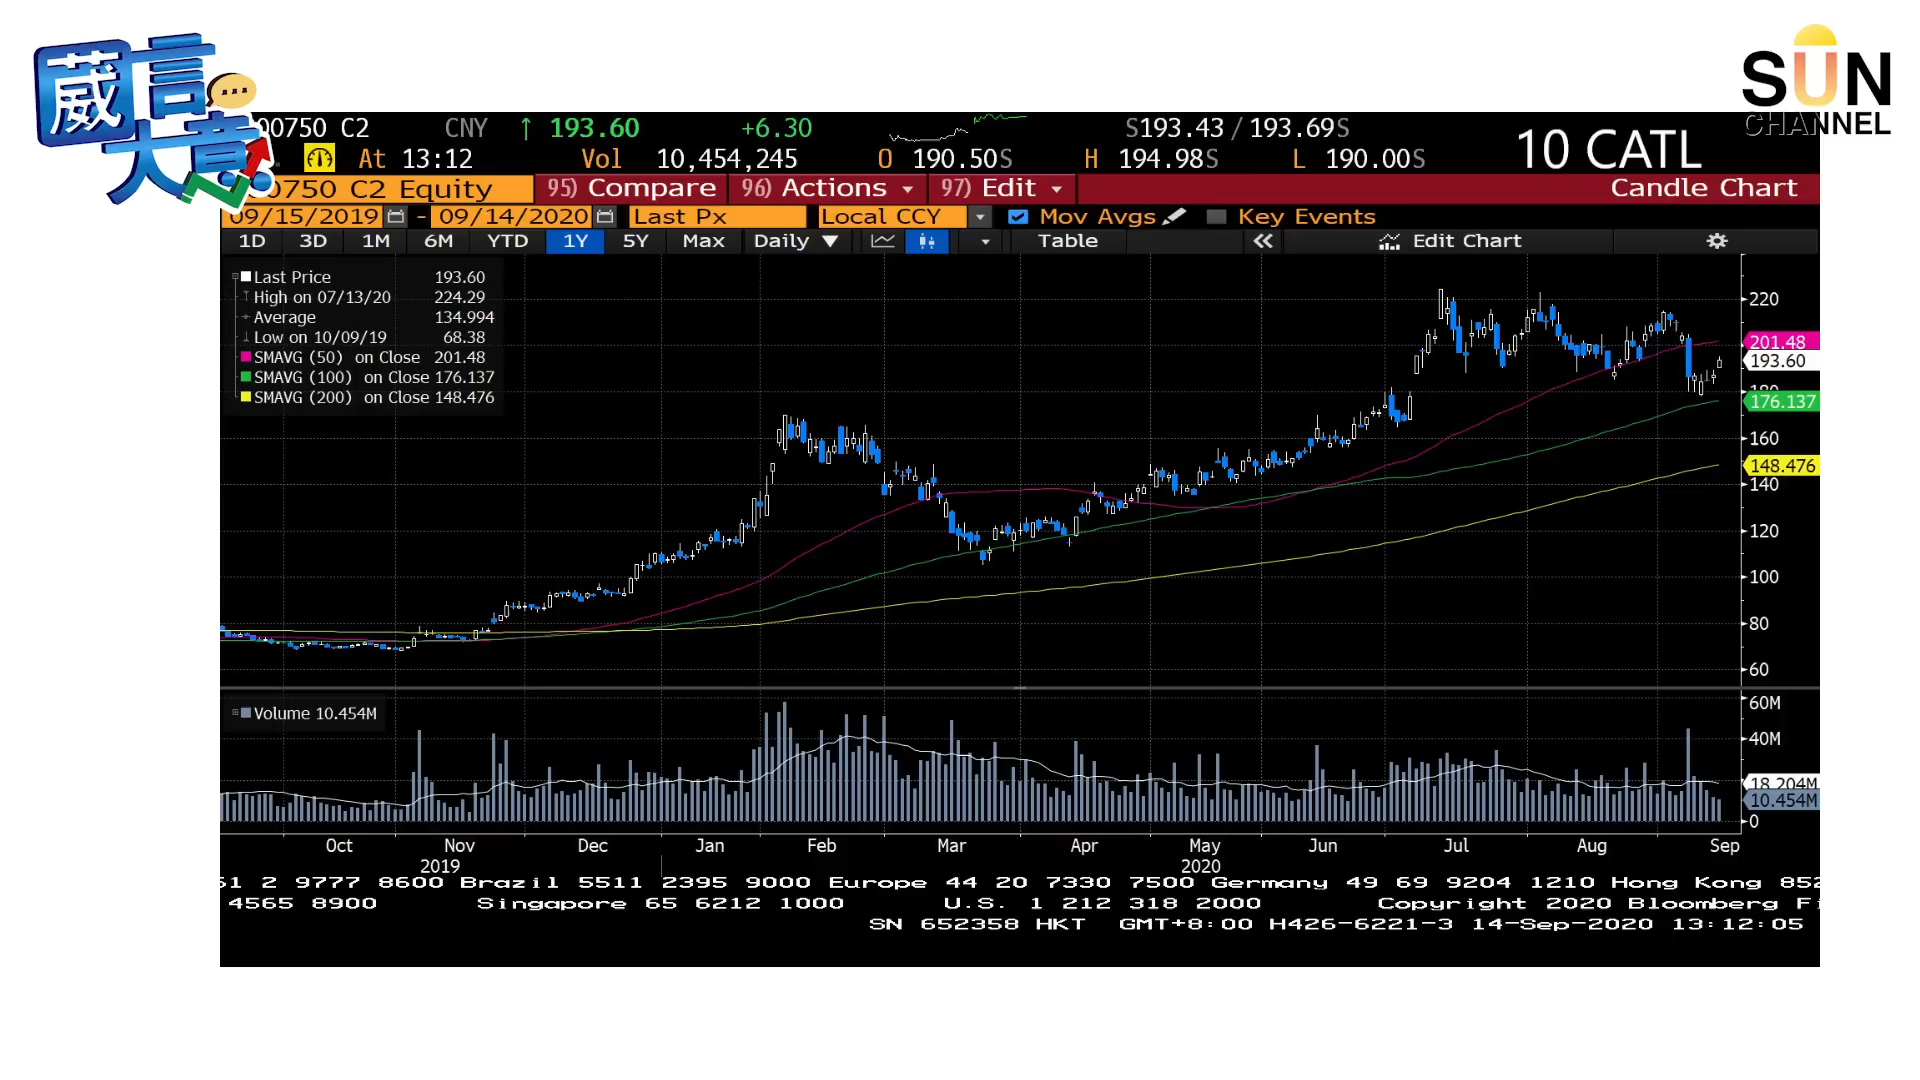 葳言大意
SUN
CHANNEL
00750 C2 CNY ↑ 193.60 +6.30 S193.43 / 193.69S
At 13:12 Vol 10,454,245 O 190.50S H 194.98S L 190.00S
10 CATL
0750 C2 Equity 95) Compare 96) Actions 97) Edit Candle Chart
09/15/2019 - 09/14/2020 Last Px Local CCY Mov Avgs Key Events
1D 3D 1M 6M YTD 1Y 5Y Max Daily ▼ Table « Edit Chart
Last Price 193.60
High on 07/13/20 224.29
Average 134.994
Low on 10/09/19 68.38
SMAVG (50) on Close 201.48
SMAVG (100) on Close 176.137
SMAVG (200) on Close 148.476
220
201.48
193.60
180
176.137
160
148.476
140
120
100
80
60
Volume 10.454M
60M
40M
18.204M
10.454M
0
Oct Nov Dec Jan Feb Mar Apr May Jun Jul Aug Sep
2019 2020
61 2 9777 8600 Brazil 5511 2395 9000 Europe 44 20 7330 7500 Germany 49 69 9204 1210 Hong Kong 852
4565 8900 Singapore 65 6212 1000 U.S. 1 212 318 2000 Copyright 2020 Bloomberg Fi
SN 652358 HKT GMT+8:00 H426-6221-3 14-Sep-2020 13:12:05